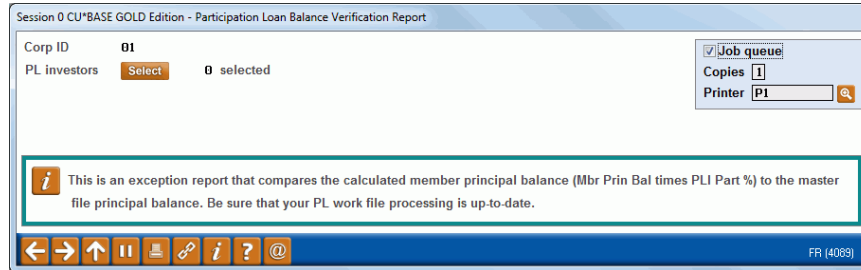 Session 0 CU*BASE GOLD Edition - Participation Loan Balance Verification Report
Corp ID 01
PL investors Select 0 selected
Job queue
Copies 1
Printer P1
i This is an exception report that compares the calculated member principal balance (Mbr Prin Bal times PLI Part %) to the master
file principal balance. Be sure that your PL work file processing is up-to-date.
i ? @
FR (4089)